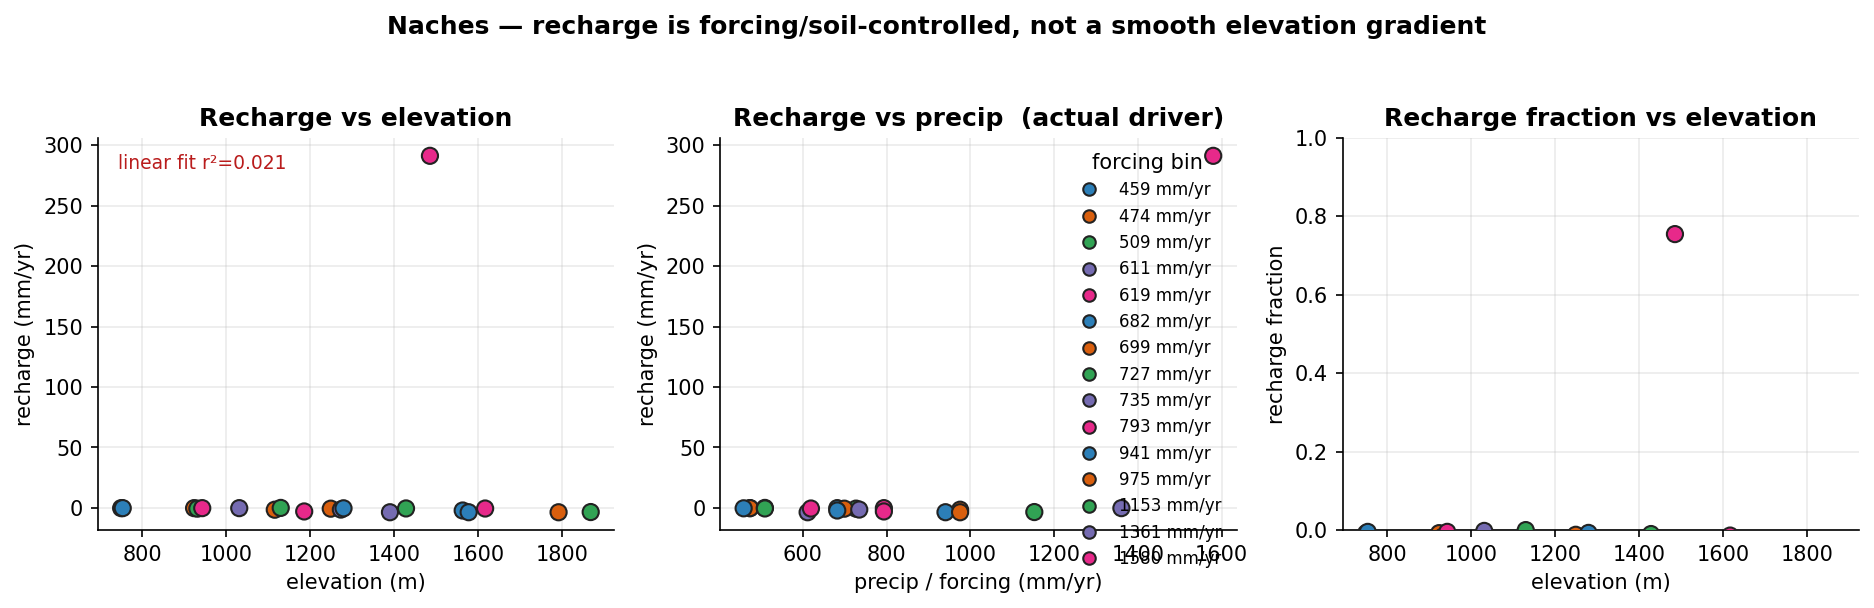 Naches — recharge is forcing/soil-controlled, not a smooth elevation gradient
Recharge vs elevation
linear fit r²=0.021
recharge (mm/yr)
300
250
200
150
100
50
0
800 1000 1200 1400 1600 1800
elevation (m)
Recharge vs precip (actual driver)
recharge (mm/yr)
300
250
200
150
100
50
0
forcing bin
459 mm/yr
474 mm/yr
509 mm/yr
611 mm/yr
619 mm/yr
682 mm/yr
699 mm/yr
727 mm/yr
735 mm/yr
793 mm/yr
941 mm/yr
975 mm/yr
1153 mm/yr
1361 mm/yr
1580 mm/yr
600 800 1000 1200 1400 1600
precip / forcing (mm/yr)
Recharge fraction vs elevation
recharge fraction
1.0
0.8
0.6
0.4
0.2
0.0
800 1000 1200 1400 1600 1800
elevation (m)